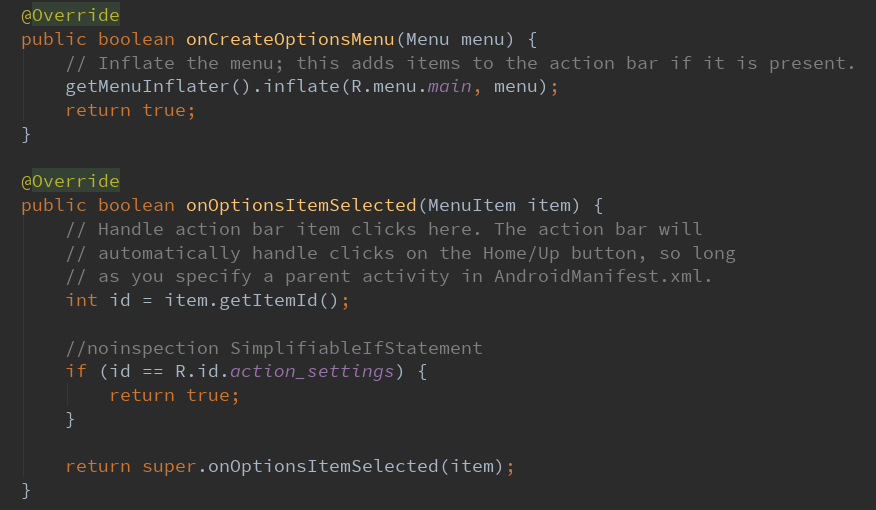 @Override
public boolean onCreateOptionsMenu(Menu menu) {
    // Inflate the menu; this adds items to the action bar if it is present.
    getMenuInflater().inflate(R.menu.main, menu);
    return true;
}

@Override
public boolean onOptionsItemSelected(MenuItem item) {
    // Handle action bar item clicks here. The action bar will
    // automatically handle clicks on the Home/Up button, so long
    // as you specify a parent activity in AndroidManifest.xml.
    int id = item.getItemId();

    //noinspection SimplifiableIfStatement
    if (id == R.id.action_settings) {
        return true;
    }

    return super.onOptionsItemSelected(item);
}